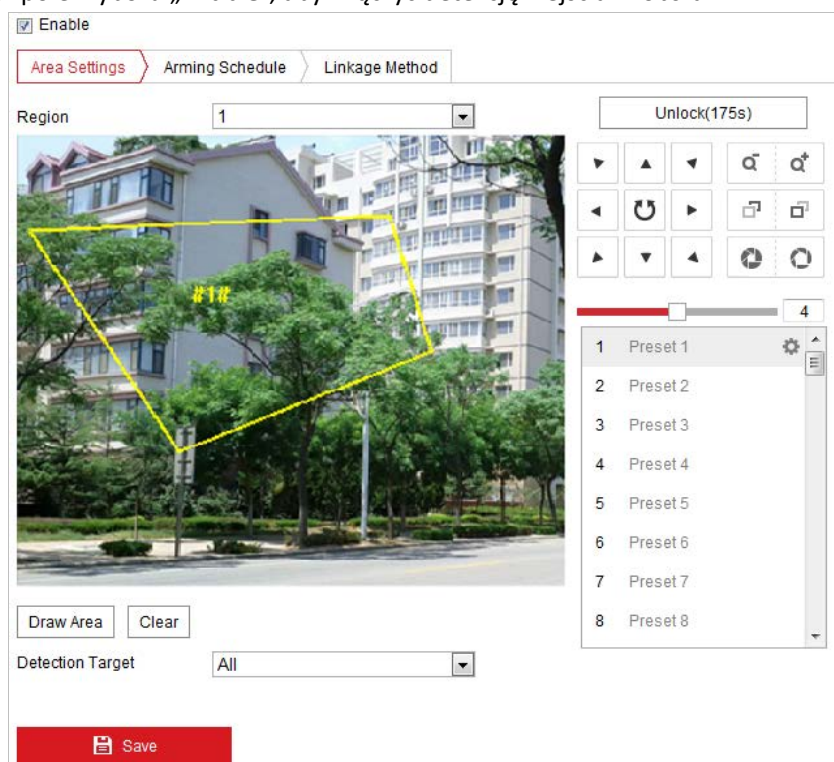 Enable
Area Settings
Arming Schedule
Linkage Method
Region
1
Unlock(175s)
#1#
4
1 Preset 1
2 Preset 2
3 Preset 3
4 Preset 4
5 Preset 5
6 Preset 6
7 Preset 7
8 Preset 8
Draw Area
Clear
Detection Target
All
Save